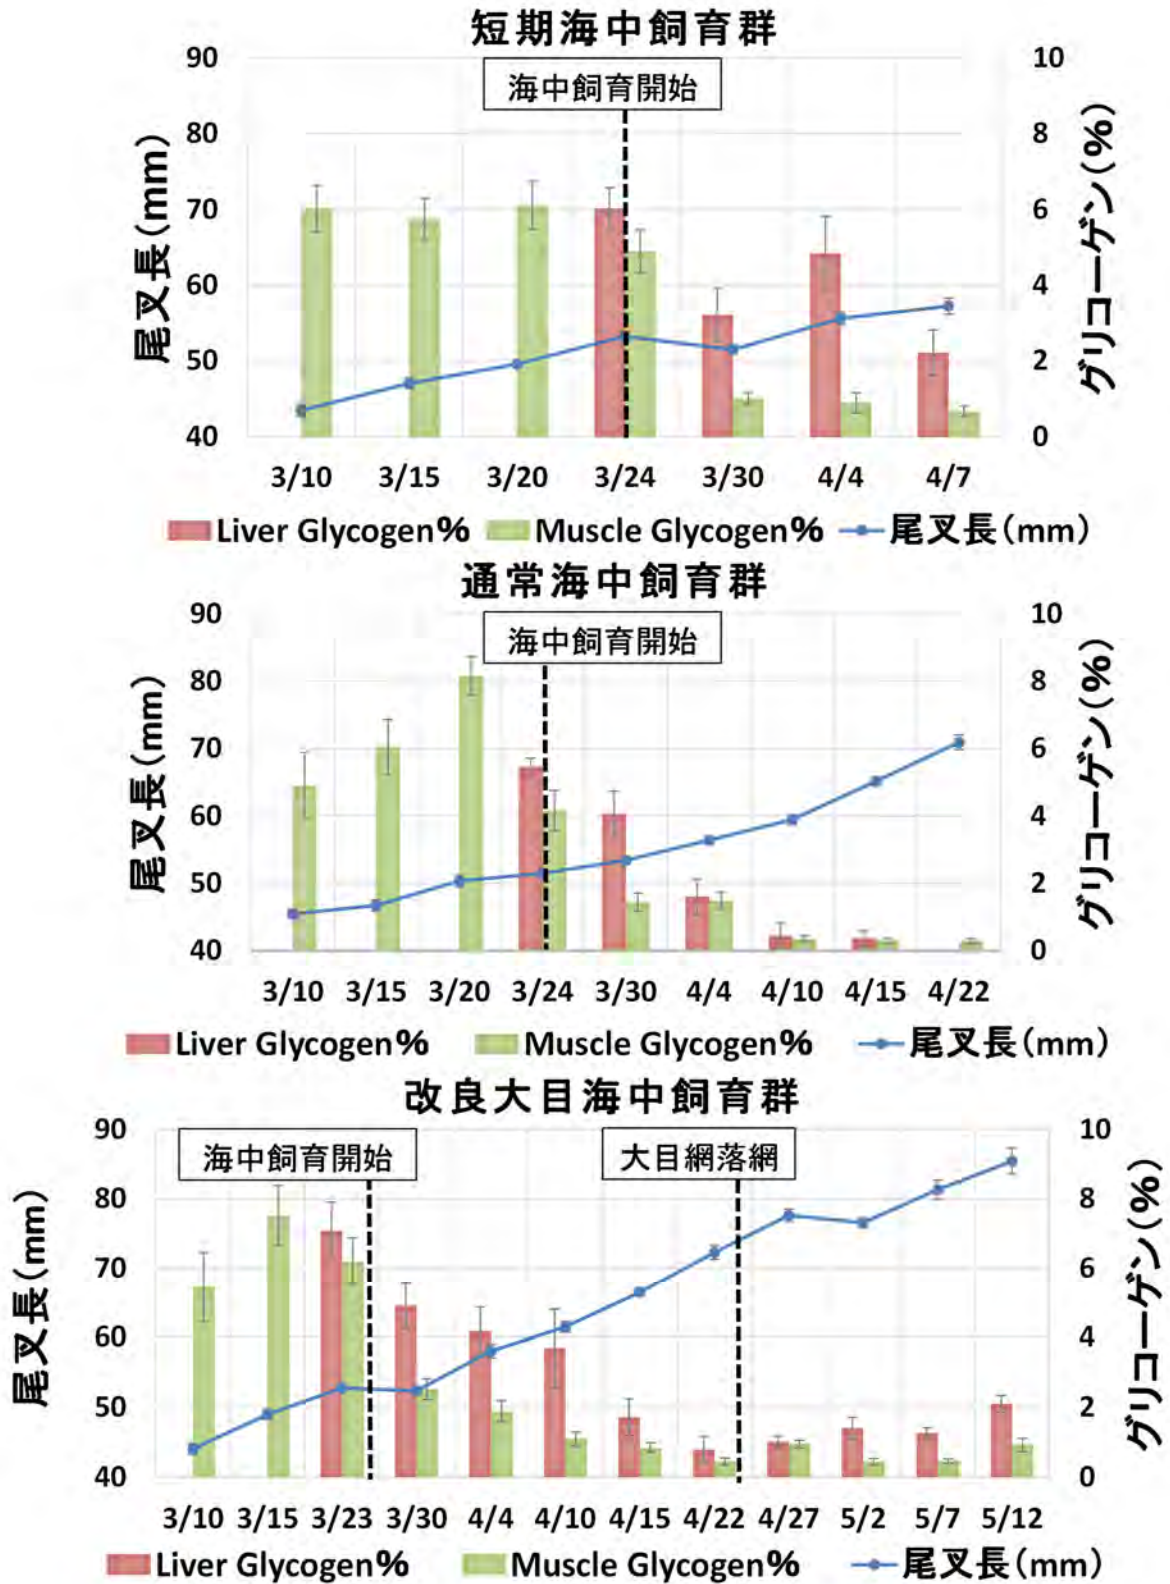 短期海中飼育群
海中飼育開始
尾叉長(mm)
90
80
70
60
50
40
10
8
6
4
2
0
グリコーゲン(%)
3/10 3/15 3/20 3/24 3/30 4/4 4/7
Liver Glycogen% Muscle Glycogen% 尾叉長(mm)
通常海中飼育群
海中飼育開始
尾叉長(mm)
90
80
70
60
50
40
10
8
6
4
2
0
グリコーゲン(%)
3/10 3/15 3/20 3/24 3/30 4/4 4/10 4/15 4/22
Liver Glycogen% Muscle Glycogen% 尾叉長(mm)
改良大目海中飼育群
海中飼育開始 大目網落網
尾叉長(mm)
90
80
70
60
50
40
10
8
6
4
2
0
グリコーゲン(%)
3/10 3/15 3/23 3/30 4/4 4/10 4/15 4/22 4/27 5/2 5/7 5/12
Liver Glycogen% Muscle Glycogen% 尾叉長(mm)